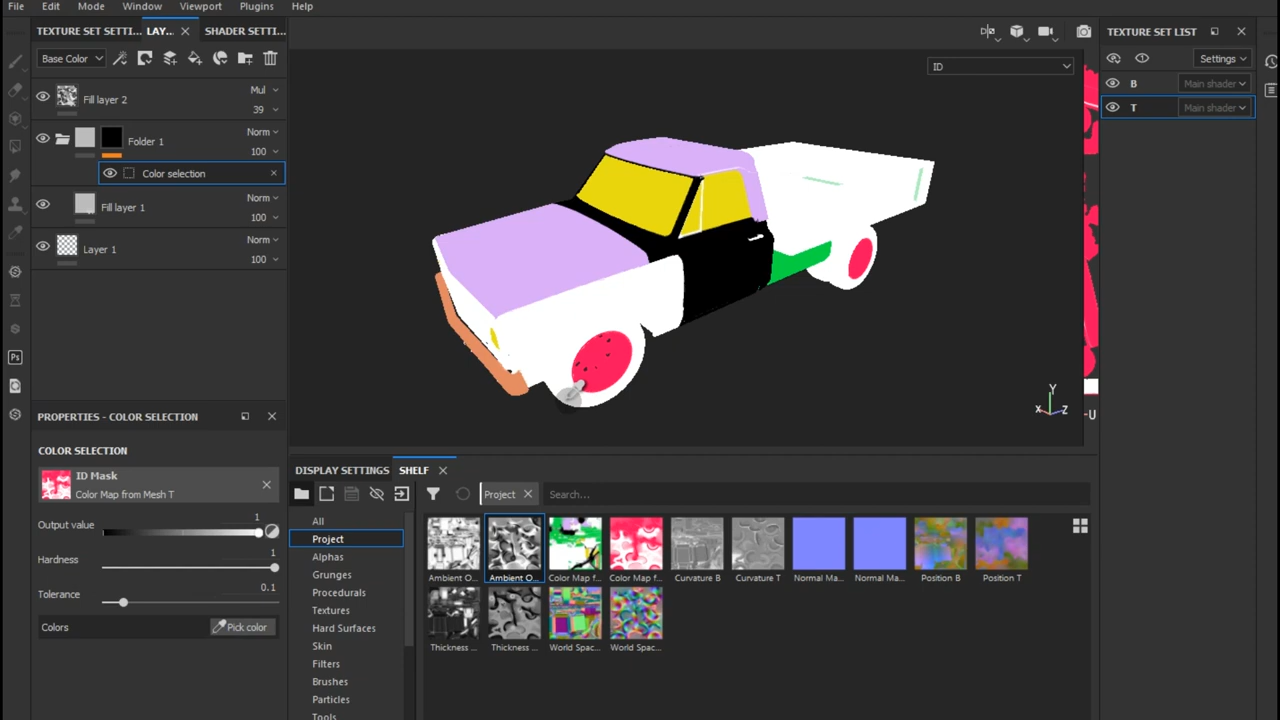 File Edit Mode Window Viewport Plugins Help
TEXTURE SET SETTI... LAY... SHADER SETTI...
Base Color
Fill layer 2 Mul 39
Folder 1 Norm 100
Color selection
Fill layer 1 Norm 100
Layer 1 Norm 100
PROPERTIES - COLOR SELECTION
COLOR SELECTION
ID Mask
Color Map from Mesh T
Output value 1
Hardness 1
Tolerance 0.1
Colors Pick color
ID
Y
X Z
-U
DISPLAY SETTINGS SHELF
Project Search...
All
Project
Alphas
Grunges
Procedurals
Textures
Hard Surfaces
Skin
Filters
Brushes
Particles
Tools
Ambient O... Ambient O... Color Map f... Color Map f... Curvature B Curvature T Normal Ma... Normal Ma... Position B Position T
Thickness ... Thickness ... World Spac... World Spac...
TEXTURE SET LIST
Settings
B Main shader
T Main shader
Ps